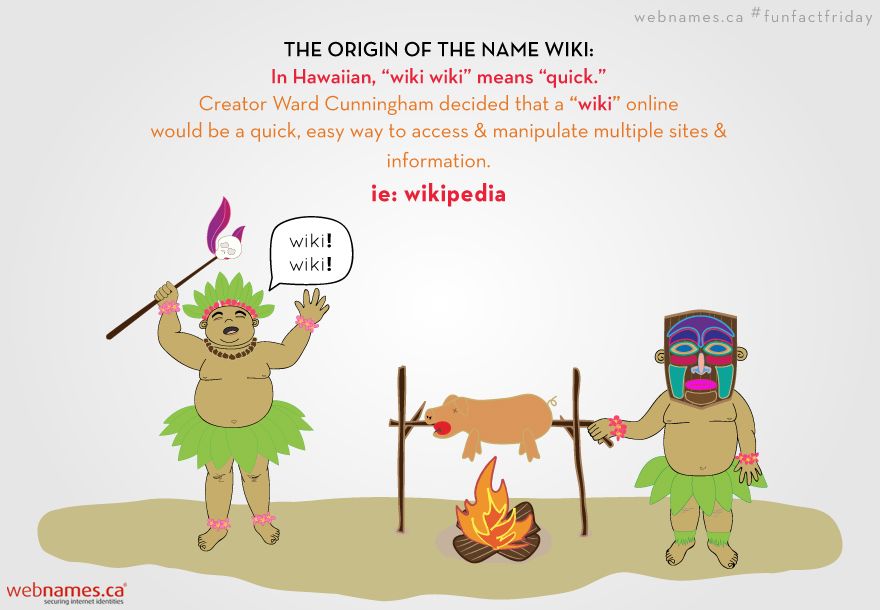 webnames.ca #funfactfriday
THE ORIGIN OF THE NAME WIKI:
In Hawaiian, “wiki wiki” means “quick.”
Creator Ward Cunningham decided that a “wiki” online
would be a quick, easy way to access & manipulate multiple sites &
information.
ie: wikipedia
wiki!
wiki!
webnames.ca®
securing internet identities